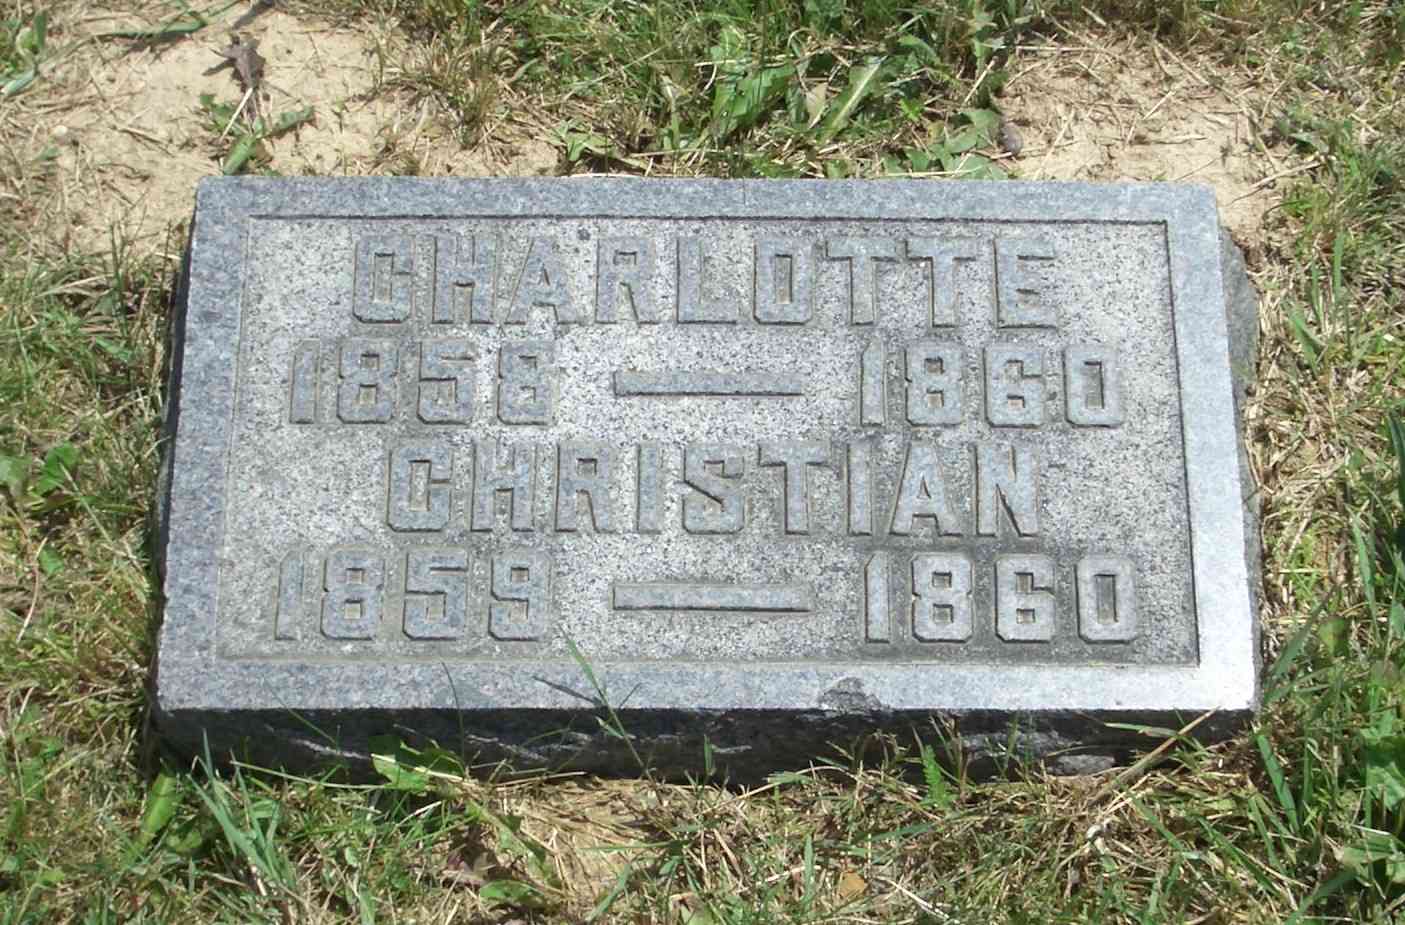 CHARLOTTE
1858 — 1860
CHRISTIAN
1859 — 1860